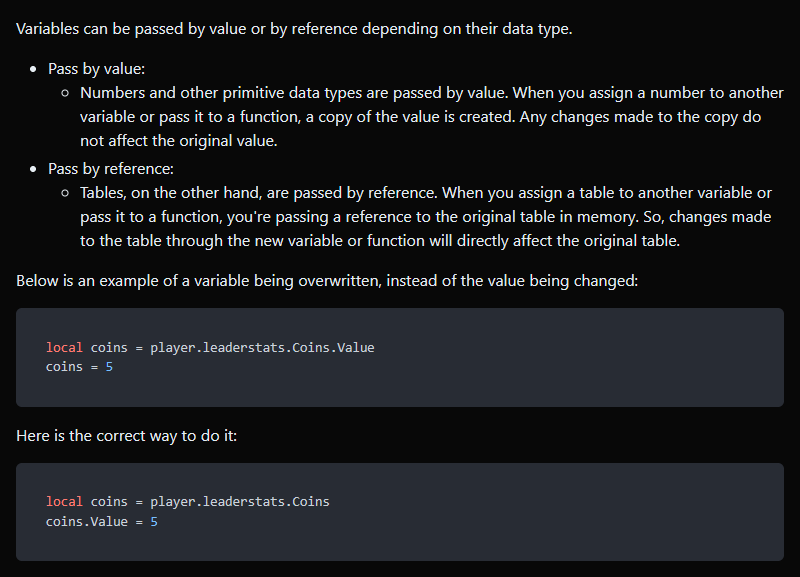 Variables can be passed by value or by reference depending on their data type.
Pass by value:
Numbers and other primitive data types are passed by value. When you assign a number to another
variable or pass it to a function, a copy of the value is created. Any changes made to the copy do
not affect the original value.
Pass by reference:
Tables, on the other hand, are passed by reference. When you assign a table to another variable or
pass it to a function, you're passing a reference to the original table in memory. So, changes made
to the table through the new variable or function will directly affect the original table.
Below is an example of a variable being overwritten, instead of the value being changed:
local coins = player.leaderstats.Coins.Value
coins = 5
Here is the correct way to do it:
local coins = player.leaderstats.Coins
coins.Value = 5